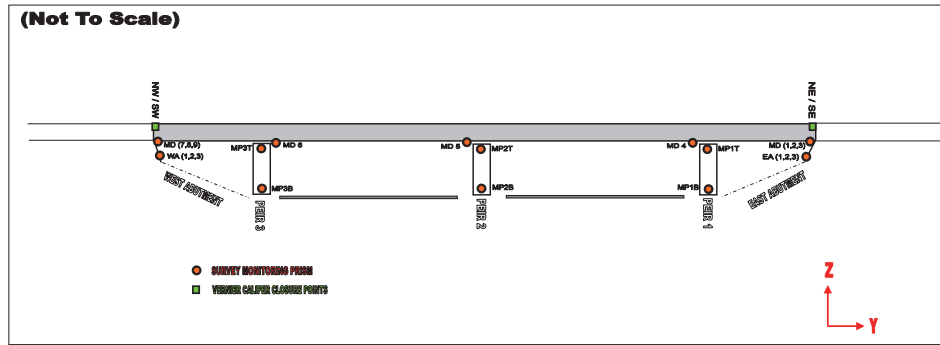 (Not To Scale)
NW / SW
NE / SE
MD (7,8,9)
WA (1,2,3)
WEST ABUTMENT
MP3T
MD 6
MP3B
PEIR 3
MD 5
MP2T
MP2B
PEIR 2
MD 4
MP1T
MP1B
PEIR 1
MD (1,2,3)
EA (1,2,3)
EAST ABUTMENT
SURVEY MONITORING PRISM
VERNIER CALIPER CLOSURE POINTS
Z
Y